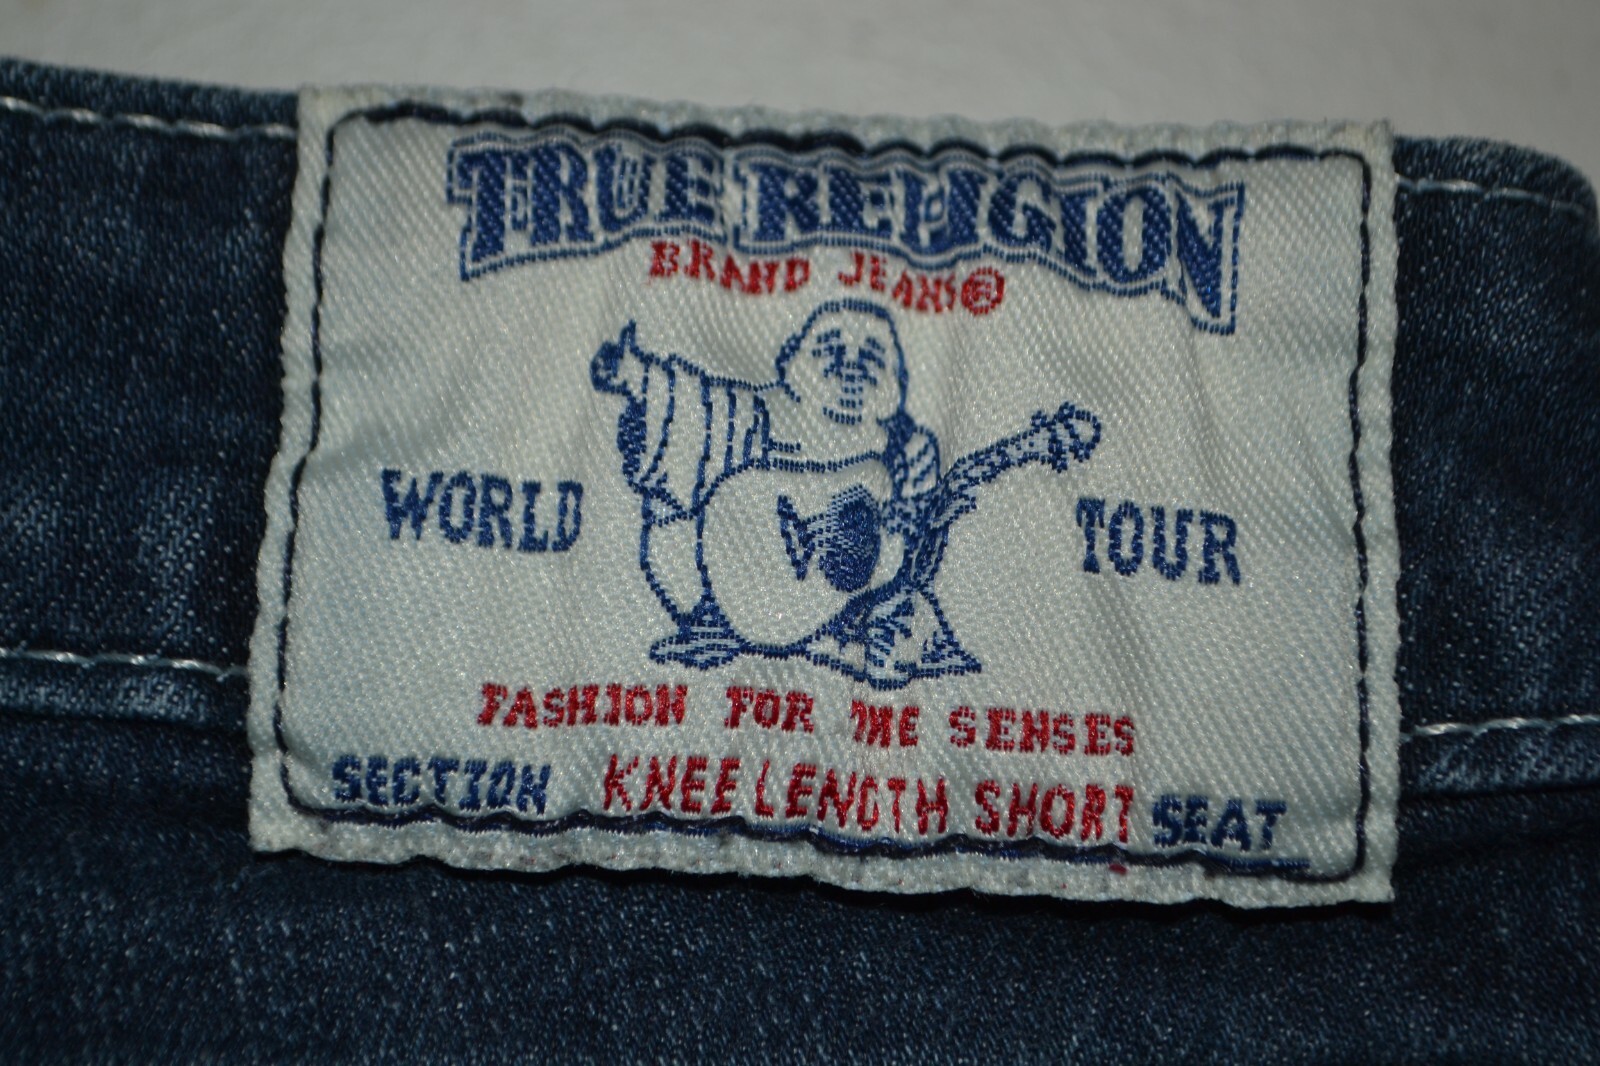 TRUE RELIGION
BRAND JEANS®
WORLD TOUR
FASHION FOR THE SENSES
SECTION KNEE LENGTH SHORT SEAT